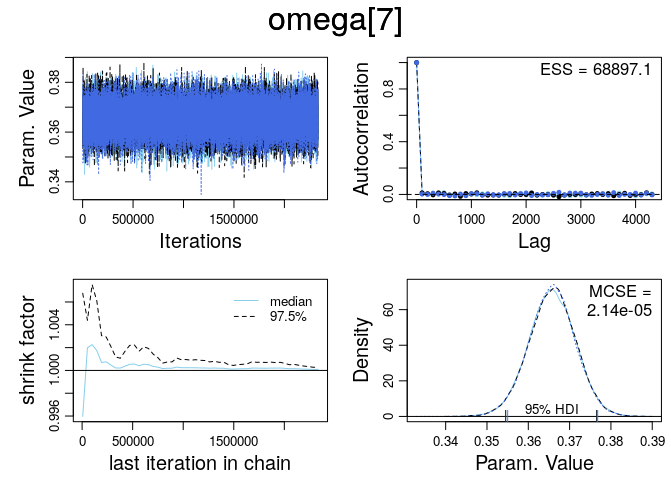 omega[7]
Param. Value
0.34 0.36 0.38
0 500000 1500000
Iterations
Autocorrelation
0.0 0.4 0.8
ESS = 68897.1
0 1000 2000 3000 4000
Lag
shrink factor
0.996 1.000 1.004
median
97.5%
0 500000 1500000
last iteration in chain
Density
0 20 40 60
MCSE =
2.14e-05
95% HDI
0.34 0.35 0.36 0.37 0.38 0.39
Param. Value